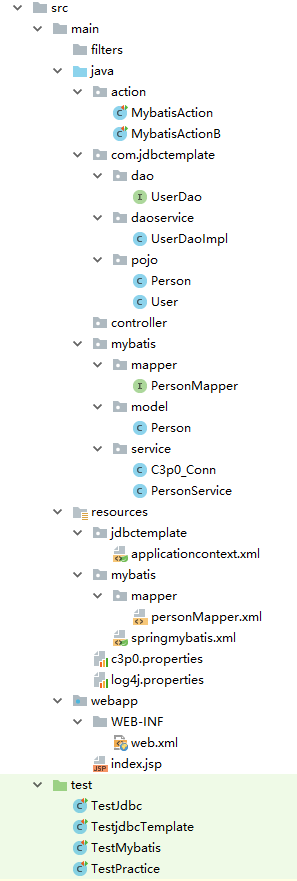 src
main
filters
java
action
MybatisAction
MybatisActionB
com.jdbctemplate
dao
UserDao
daoservice
UserDaoImpl
pojo
Person
User
controller
mybatis
mapper
PersonMapper
model
Person
service
C3p0_Conn
PersonService
resources
jdbctemplate
applicationcontext.xml
mybatis
mapper
personMapper.xml
springmybatis.xml
c3p0.properties
log4j.properties
webapp
WEB-INF
web.xml
index.jsp
test
TestJdbc
TestjdbcTemplate
TestMybatis
TestPractice